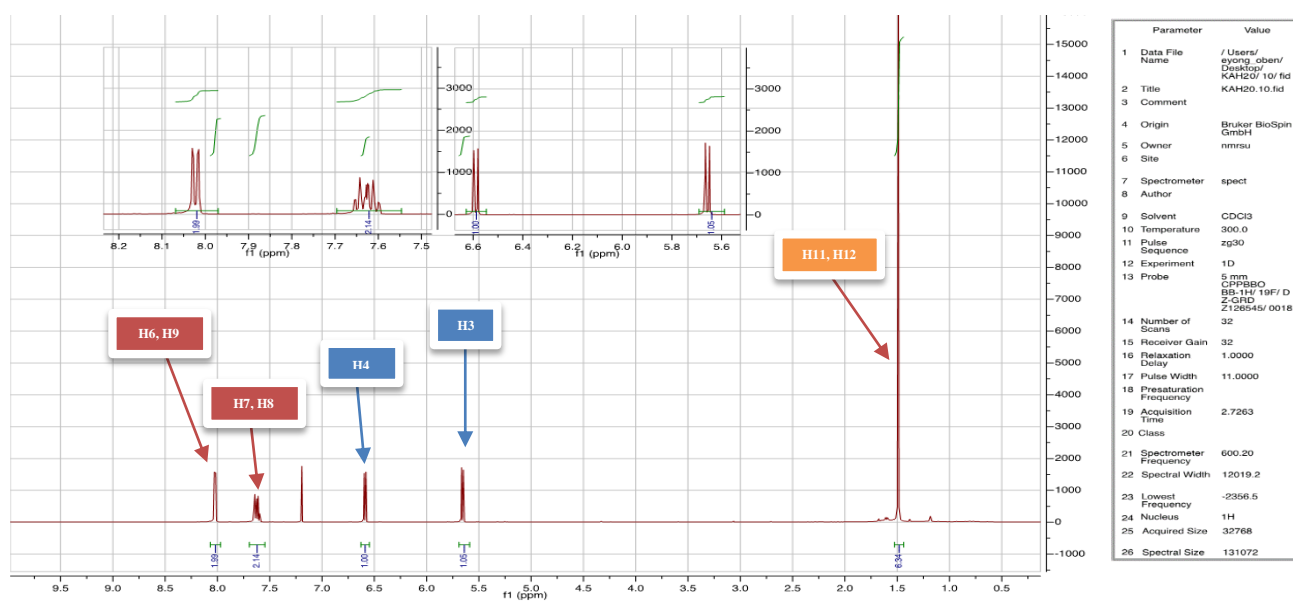 15000
14000
13000
12000
11000
10000
9000
8000
7000
6000
5000
4000
3000
2000
1000
0
-1000
3000
2000
1000
0
1.99
2.14
8.2 8.1 8.0 7.9 7.8 7.7 7.6 7.5
f1 (ppm)
3000
2000
1000
0
1.00
1.05
6.6 6.4 6.2 6.0 5.8 5.6
f1 (ppm)
H11, H12
H6, H9
H7, H8
H4
H3
1.99
2.14
1.00
1.05
6.34
9.5 9.0 8.5 8.0 7.5 7.0 6.5 6.0 5.5 5.0 4.5 4.0 3.5 3.0 2.5 2.0 1.5 1.0 0.5
f1 (ppm)
Parameter Value
1 Data File Name / Users/ eyong_oben/ Desktop/ KAH20/ 10/ fid
2 Title KAH20.10.fid
3 Comment
4 Origin Bruker BioSpin GmbH
5 Owner nmrsu
6 Site
7 Spectrometer spect
8 Author
9 Solvent CDCl3
10 Temperature 300.0
11 Pulse Sequence zg30
12 Experiment 1D
13 Probe 5 mm CPPBBO BB-1H/ 19F/ D Z-GRD Z126545/ 0018
14 Number of Scans 32
15 Receiver Gain 32
16 Relaxation Delay 1.0000
17 Pulse Width 11.0000
18 Presaturation Frequency
19 Acquisition Time 2.7263
20 Class
21 Spectrometer Frequency 600.20
22 Spectral Width 12019.2
23 Lowest Frequency -2356.5
24 Nucleus 1H
25 Acquired Size 32768
26 Spectral Size 131072